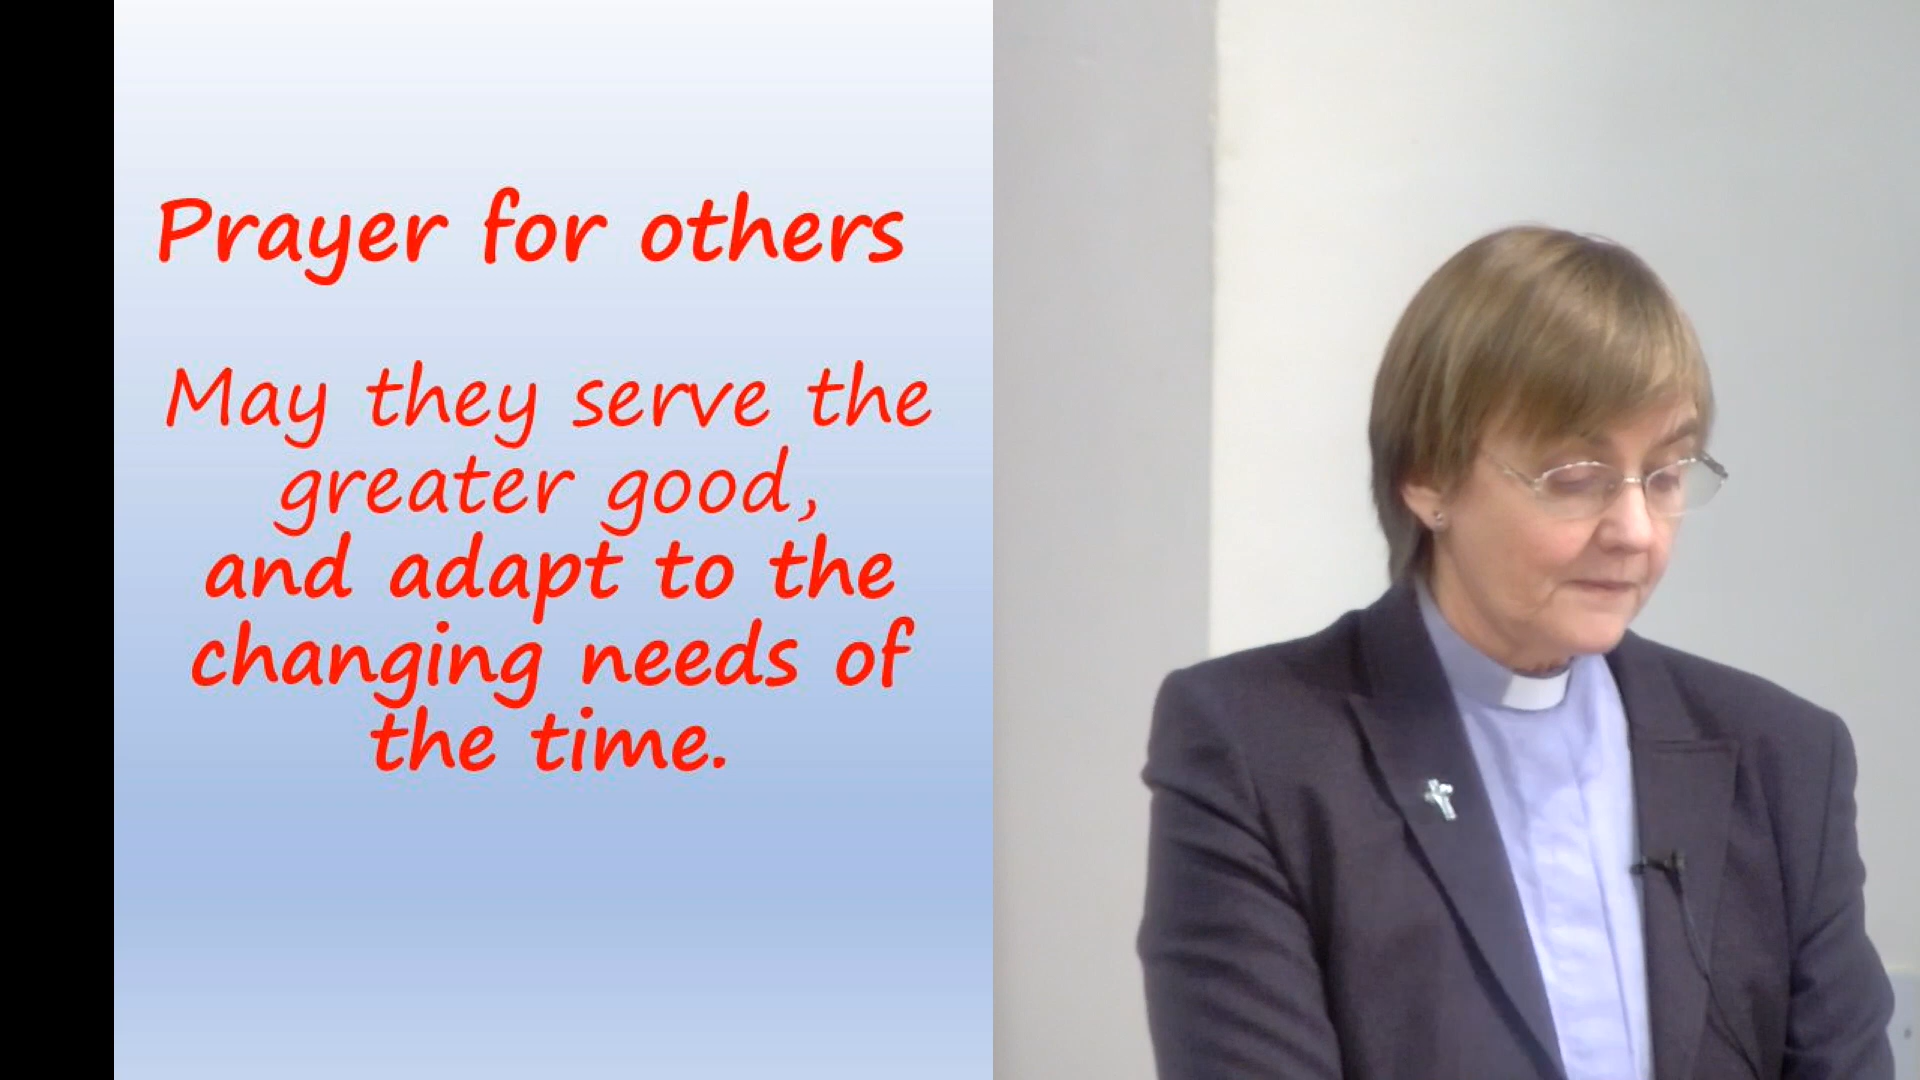 Prayer for others
May they serve the
greater good,
and adapt to the
changing needs of
the time.